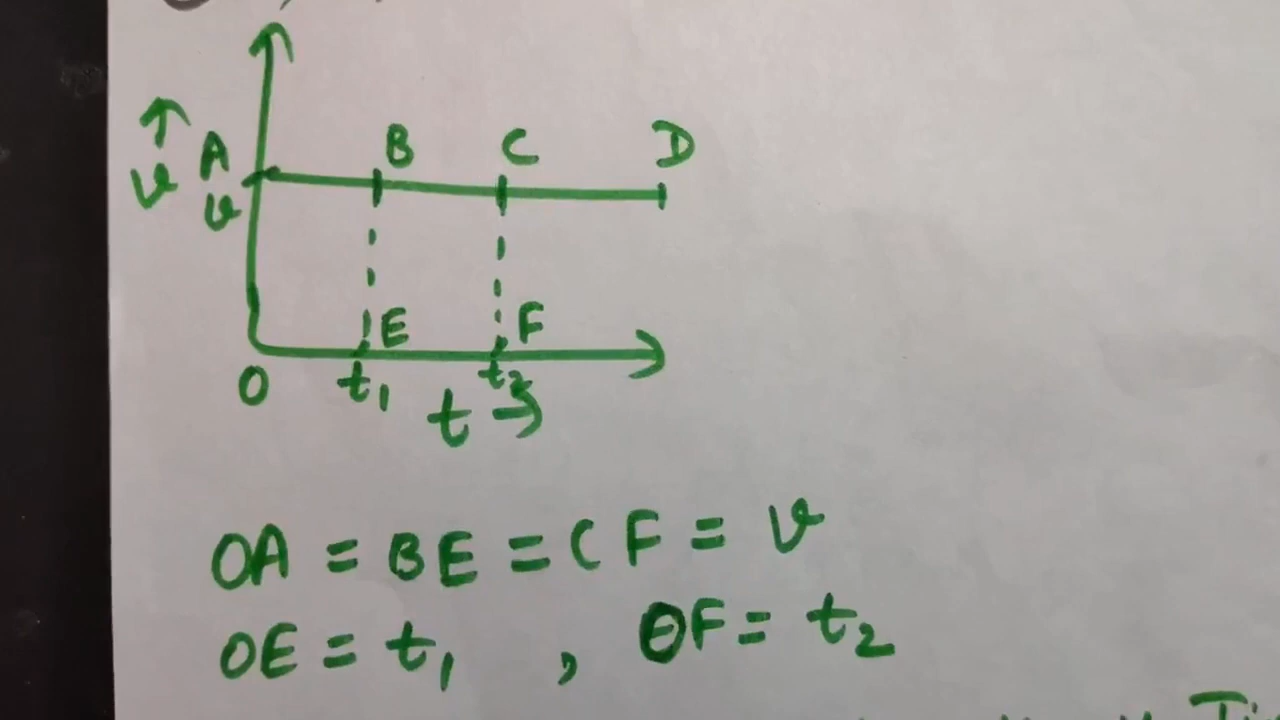 ↑
v
A
v
B
C
D
E
F
O
t₁
t₂
t →
OA = BE = CF = v
OE = t₁ , OF = t₂